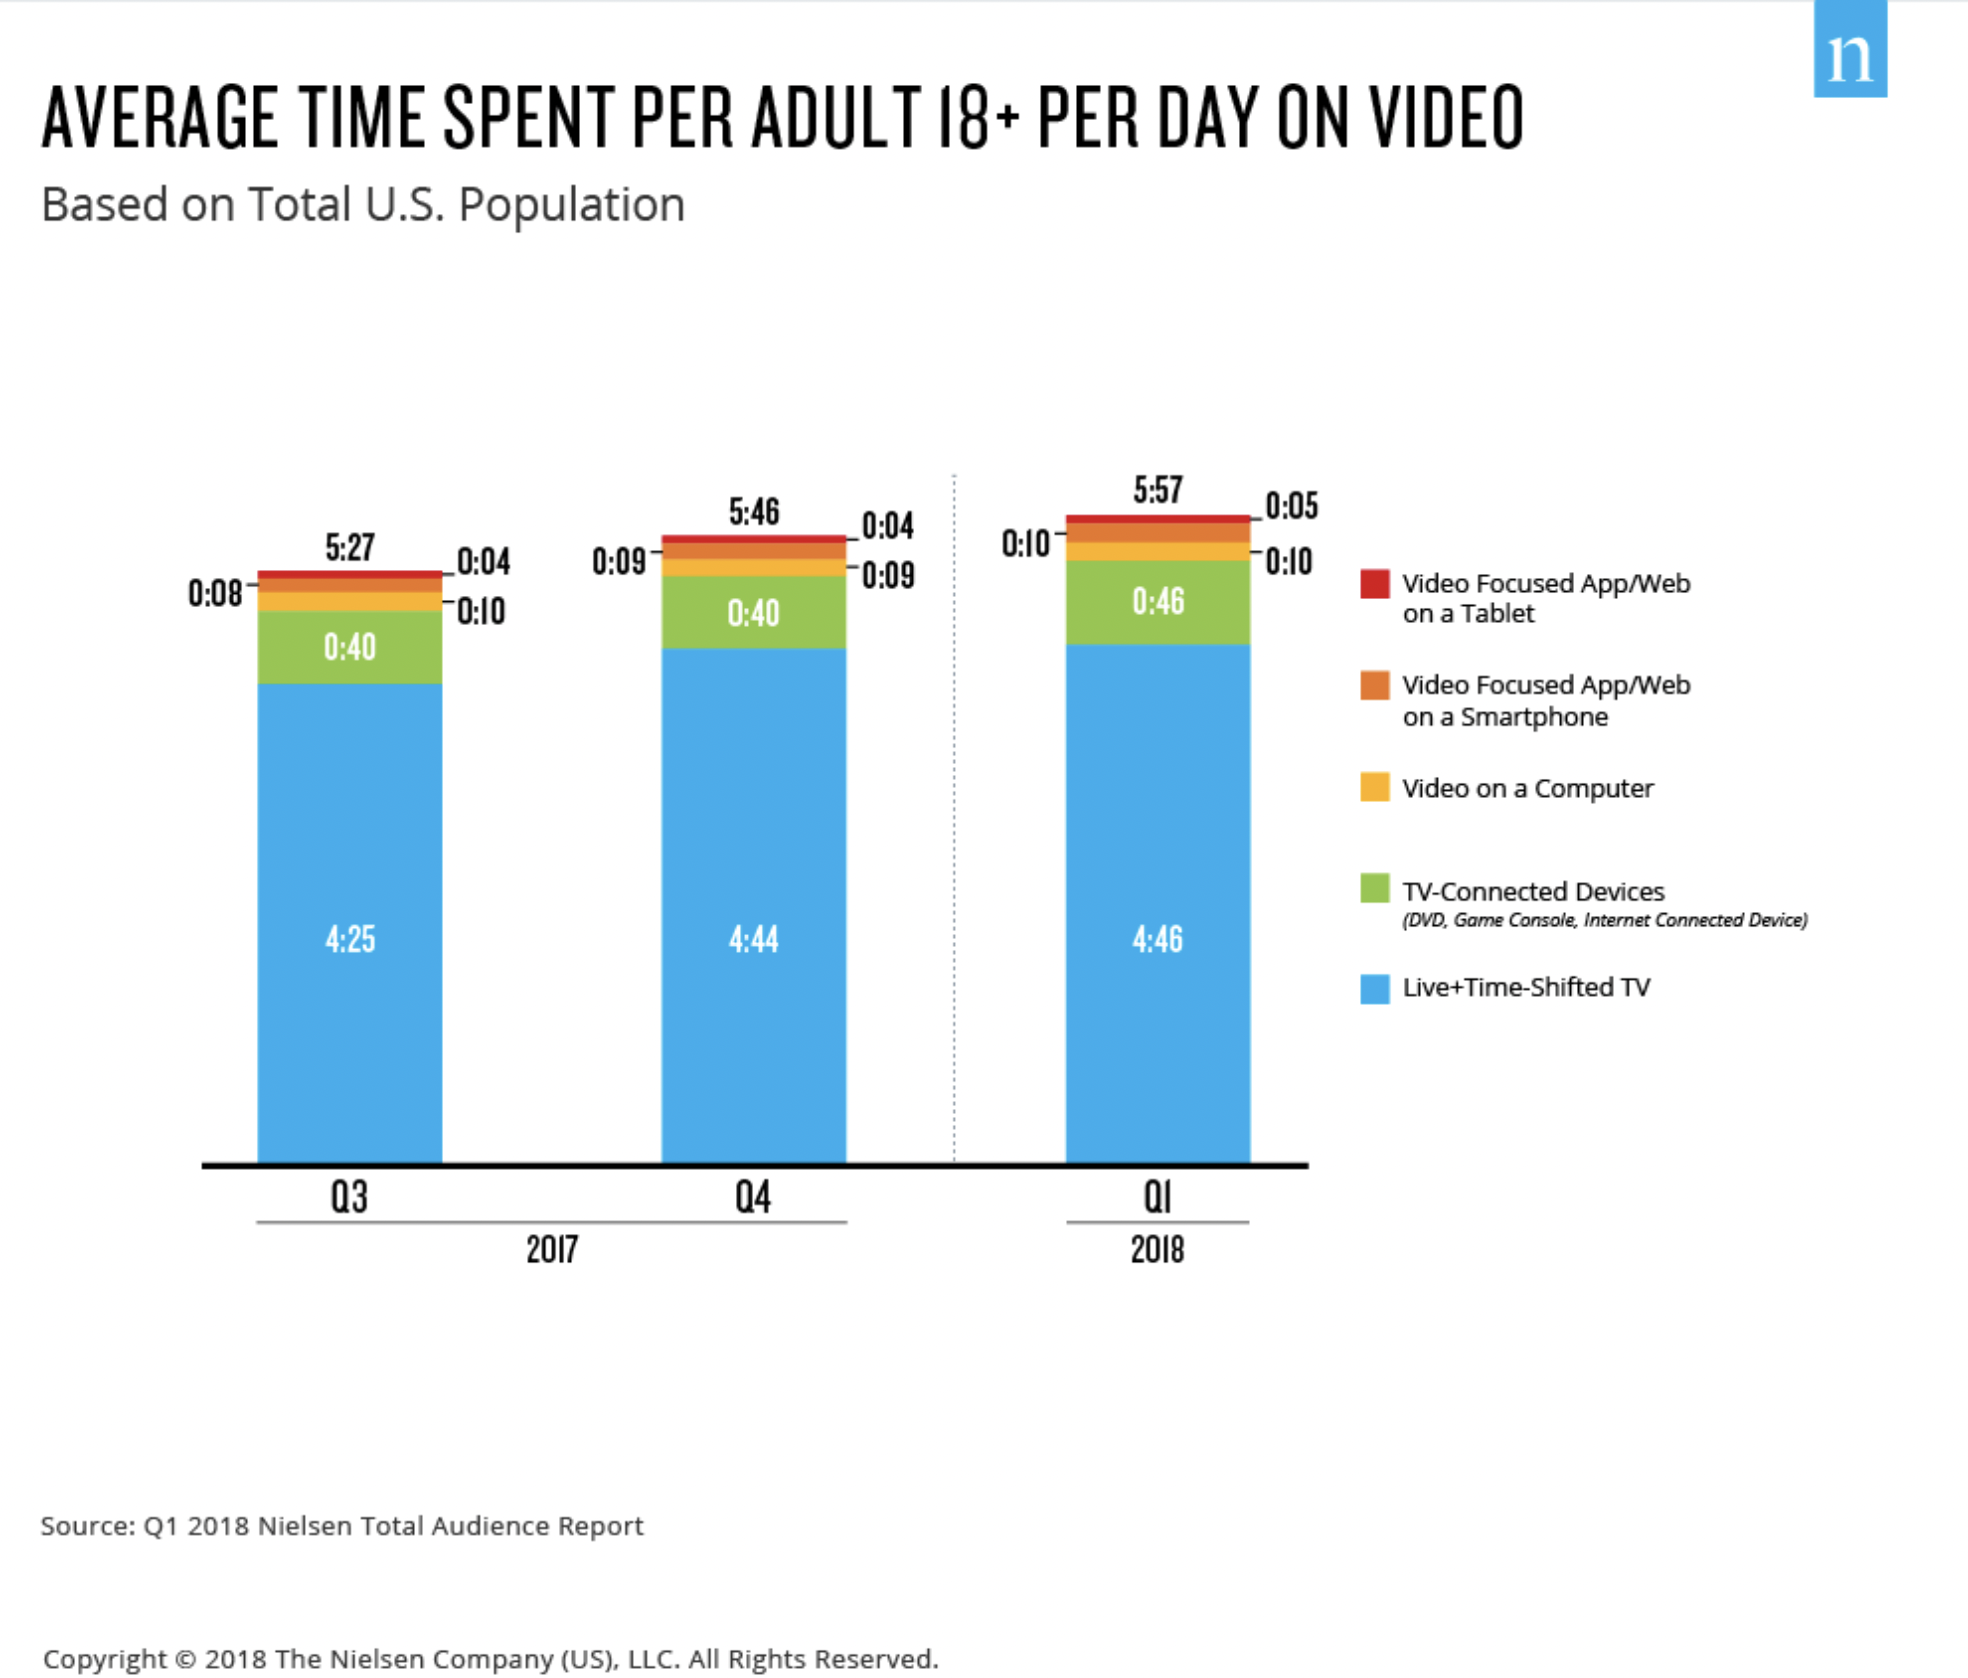 n
AVERAGE TIME SPENT PER ADULT 18+ PER DAY ON VIDEO
Based on Total U.S. Population
5:27
0:04
0:08
0:10
0:40
4:25
5:46
0:04
0:09
0:09
0:40
4:44
5:57
0:05
0:10
0:10
0:46
4:46
Video Focused App/Web
on a Tablet
Video Focused App/Web
on a Smartphone
Video on a Computer
TV-Connected Devices
(DVD, Game Console, Internet Connected Device)
Live+Time-Shifted TV
Q3
Q4
Q1
2017
2018
Source: Q1 2018 Nielsen Total Audience Report
Copyright © 2018 The Nielsen Company (US), LLC. All Rights Reserved.